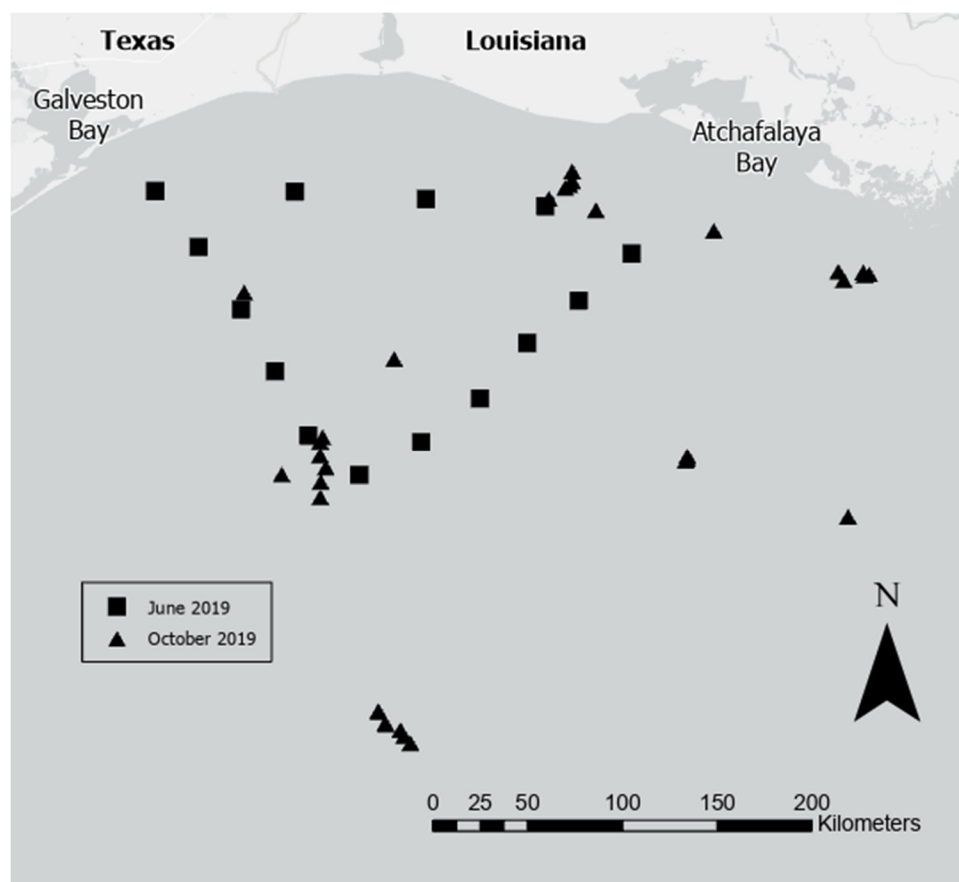 Texas
Louisiana
Galveston
Bay
Atchafalaya
Bay
June 2019
October 2019
N
0 25 50 100 150 200
Kilometers